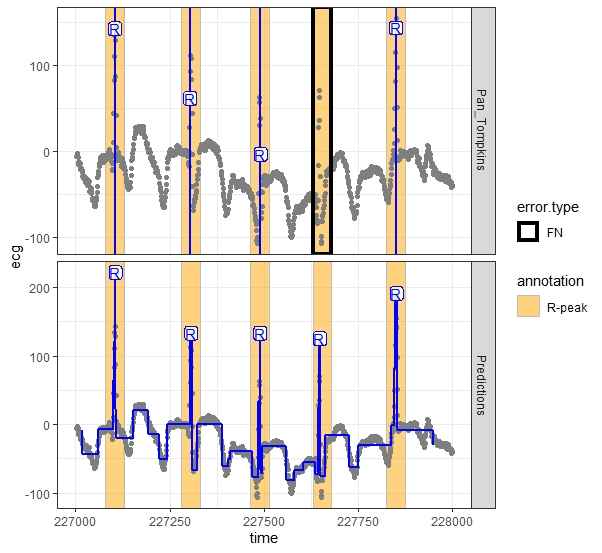 R
R
R
R
100
0
-100
Pan_Tompkins
ecg
error.type
FN
annotation
R-peak
R
R
R
R
R
200
100
0
-100
Predictions
227000
227250
227500
227750
228000
time